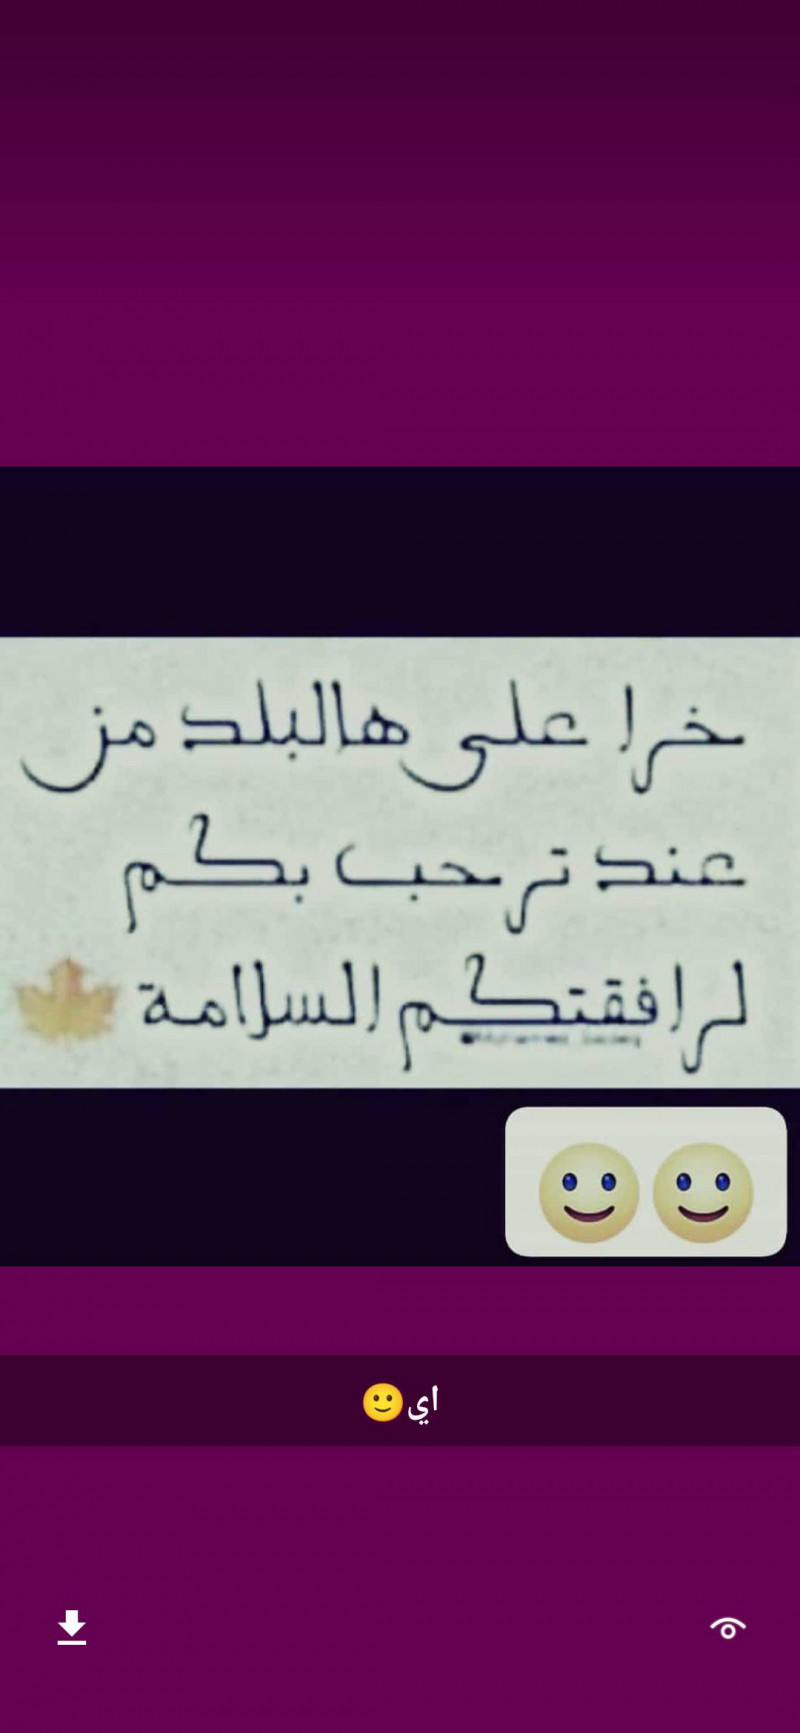 خرا على هالبلد من
عند ترحب بكم
لرافقتكم السلامة 🍁
🙂🙂
اي🙂